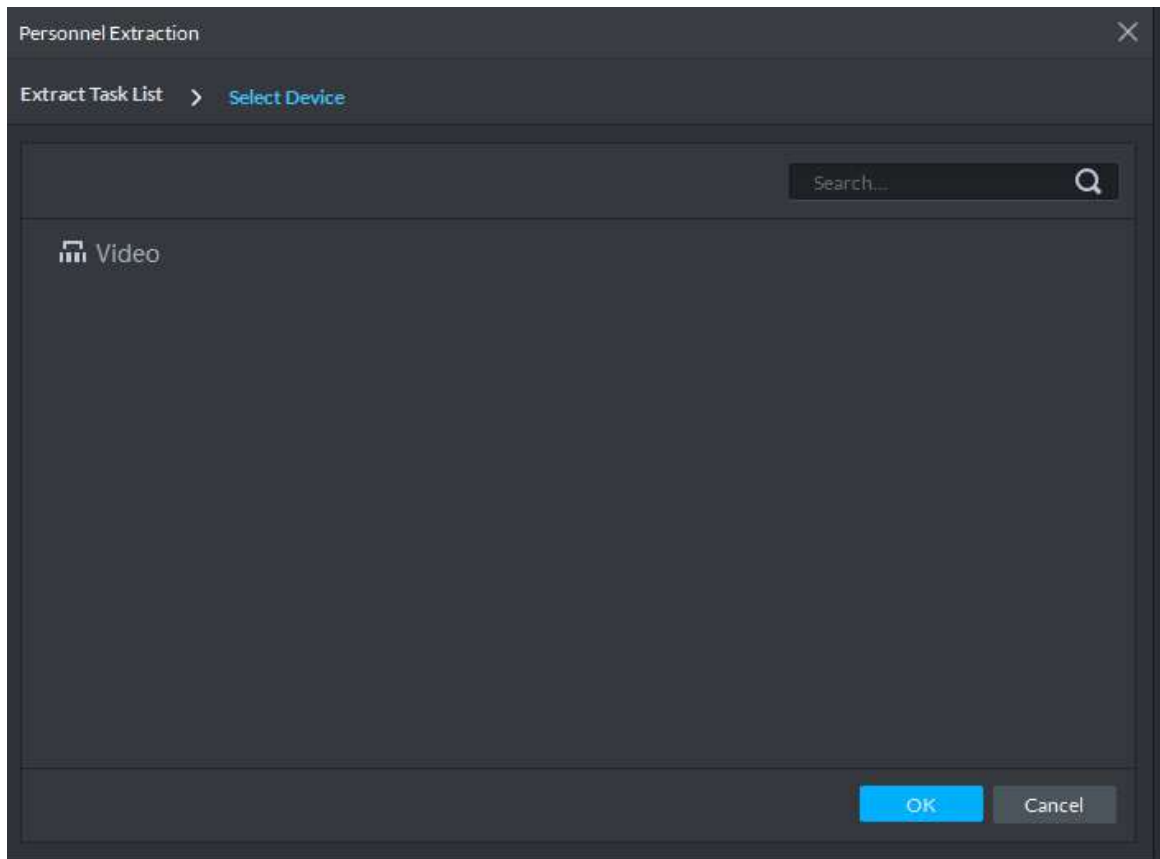 Personnel Extraction
Extract Task List > Select Device
Search...
Video
OK Cancel